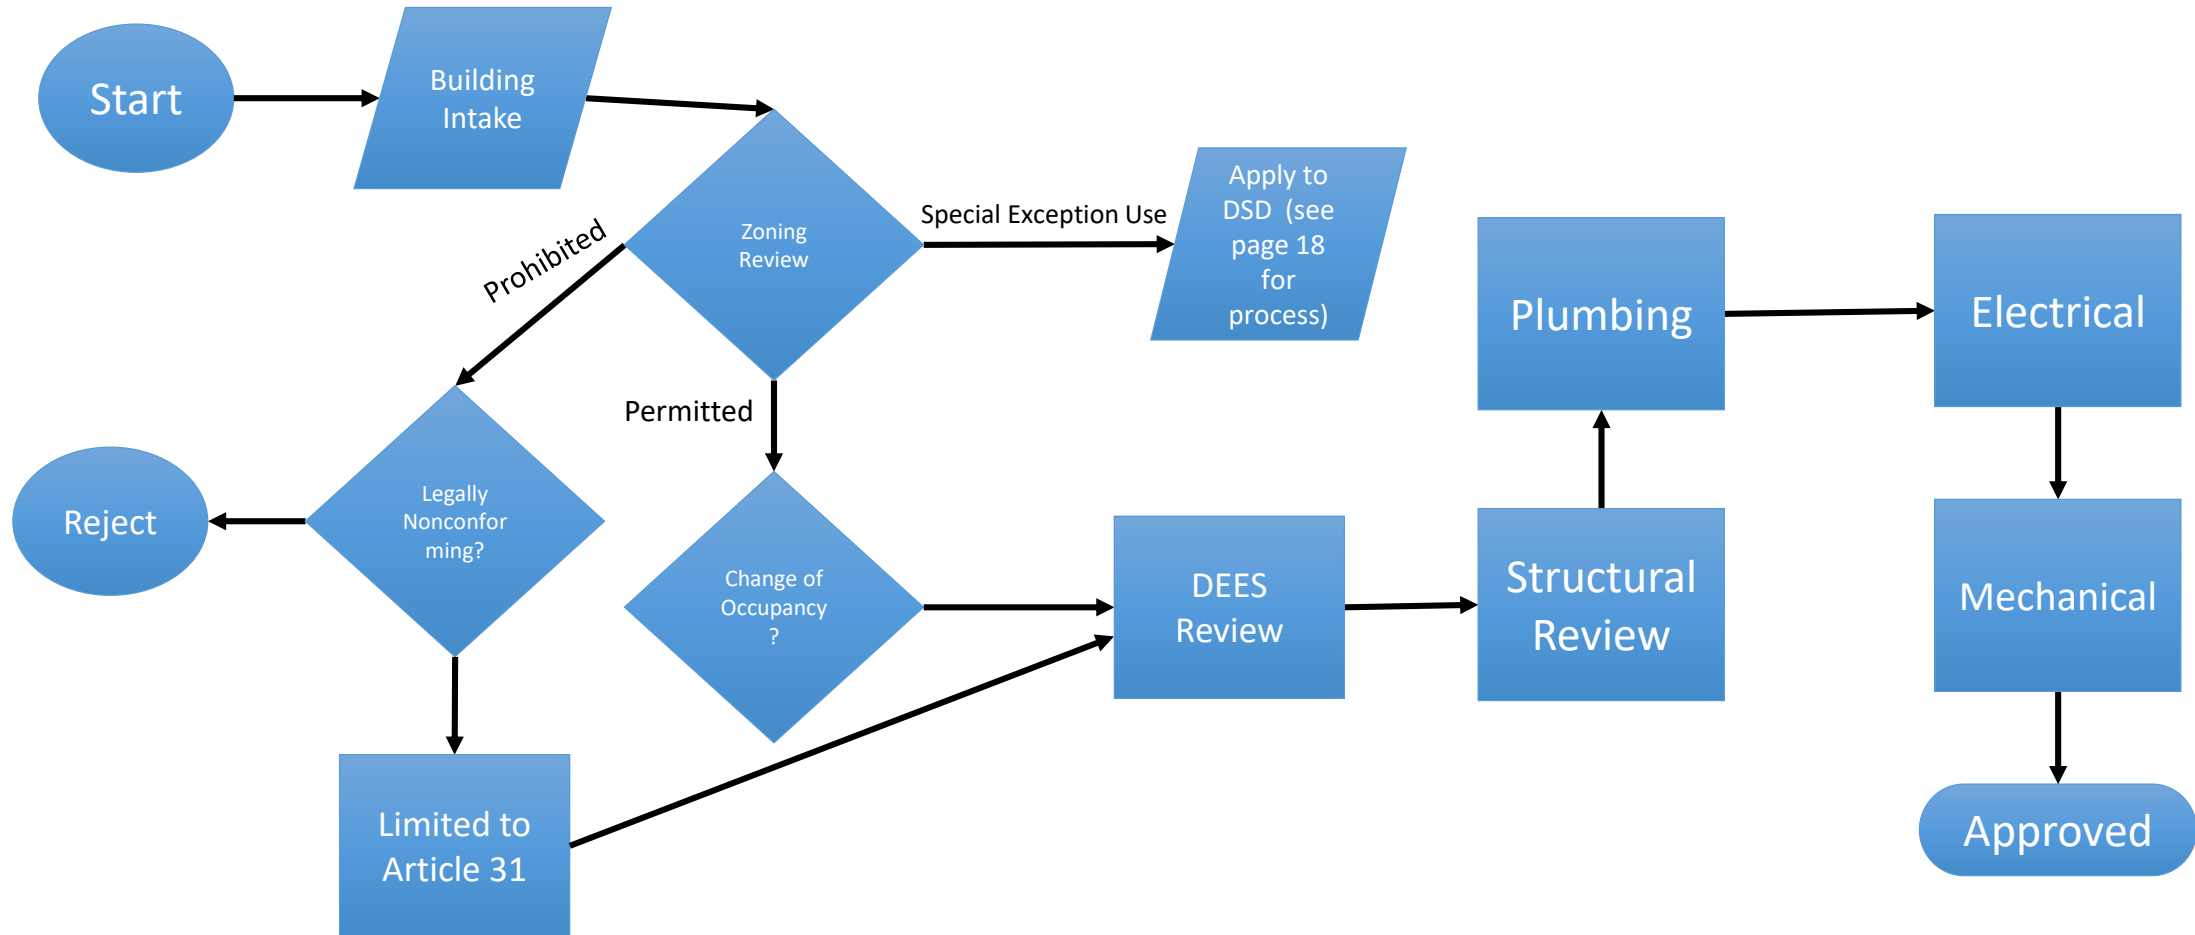 Start
Building
Intake
Zoning
Review
Special Exception Use
Apply to
DSD (see
page 18
for
process)
Prohibited
Permitted
Legally
Nonconfor
ming?
Reject
Change of
Occupancy
?
Limited to
Article 31
DEES
Review
Structural
Review
Plumbing
Electrical
Mechanical
Approved